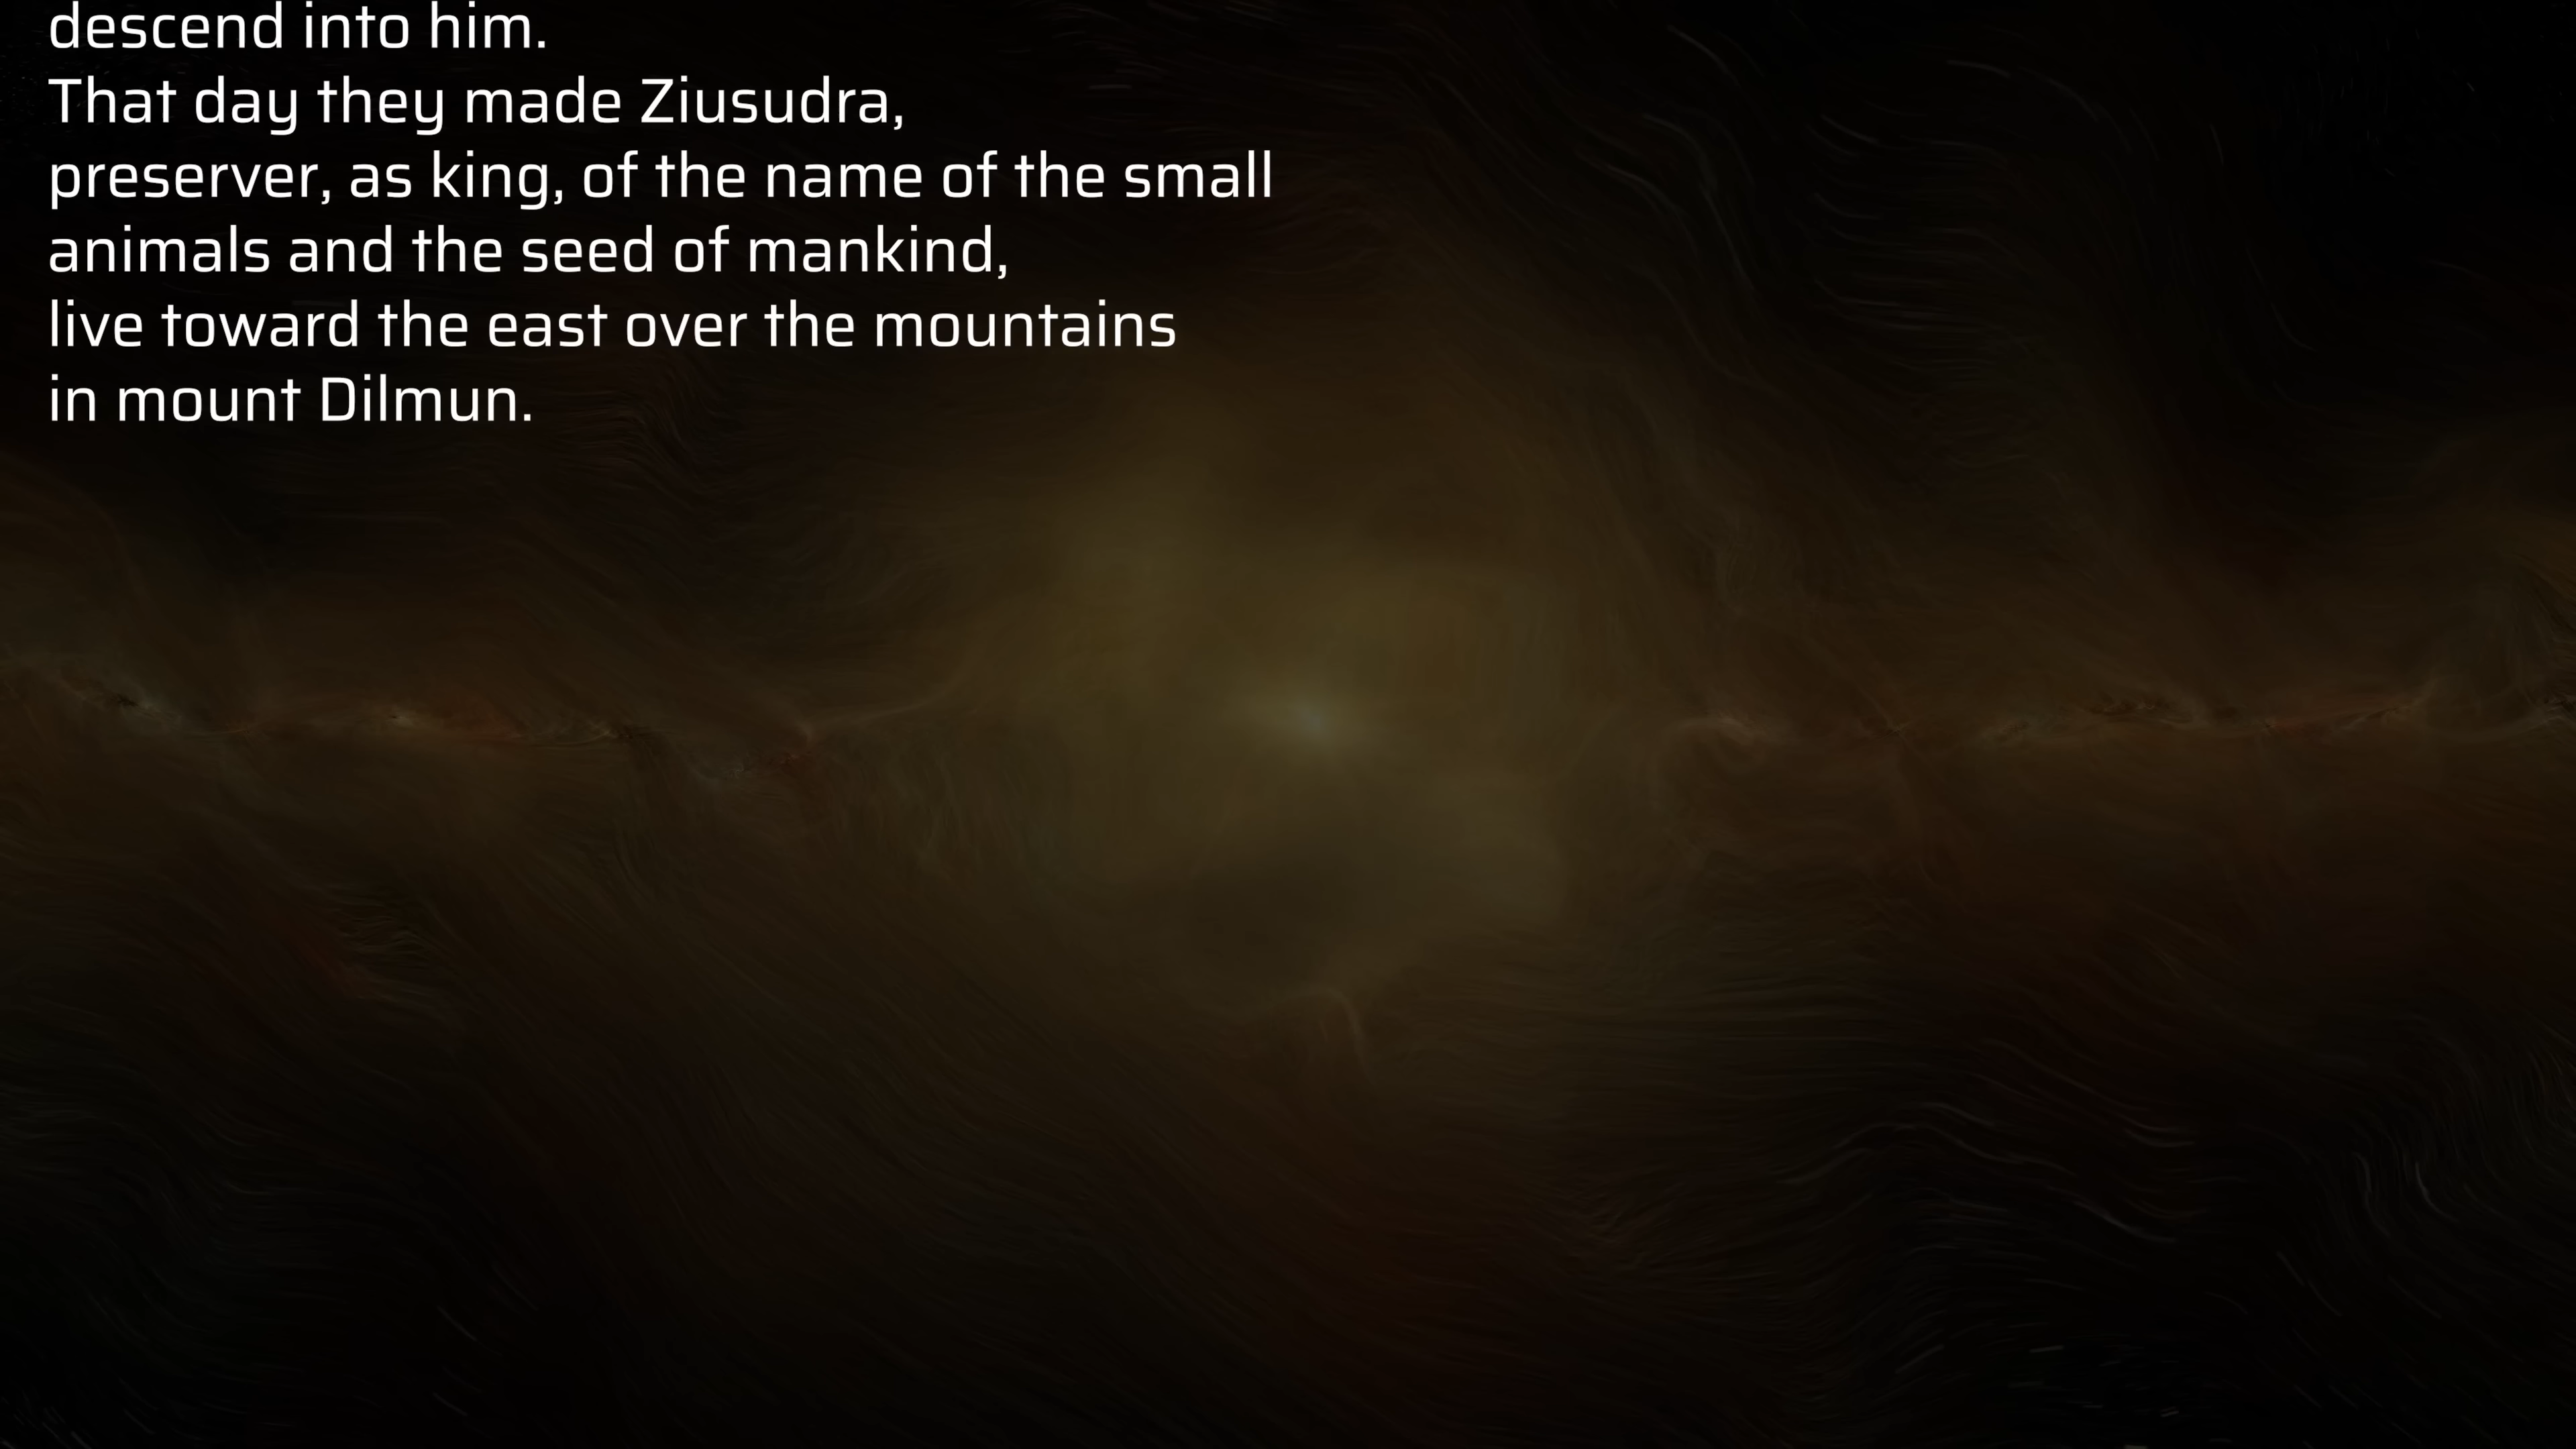 descend into him.
That day they made Ziusudra,
preserver, as king, of the name of the small
animals and the seed of mankind,
live toward the east over the mountains
in mount Dilmun.